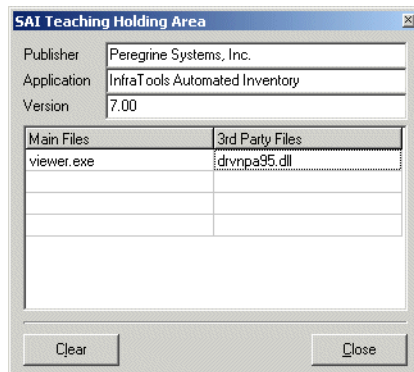 SAI Teaching Holding Area
Publisher Peregrine Systems, Inc.
Application InfraTools Automated Inventory
Version 7.00
Main Files 3rd Party Files
viewer.exe drvnpa95.dll
Clear Close